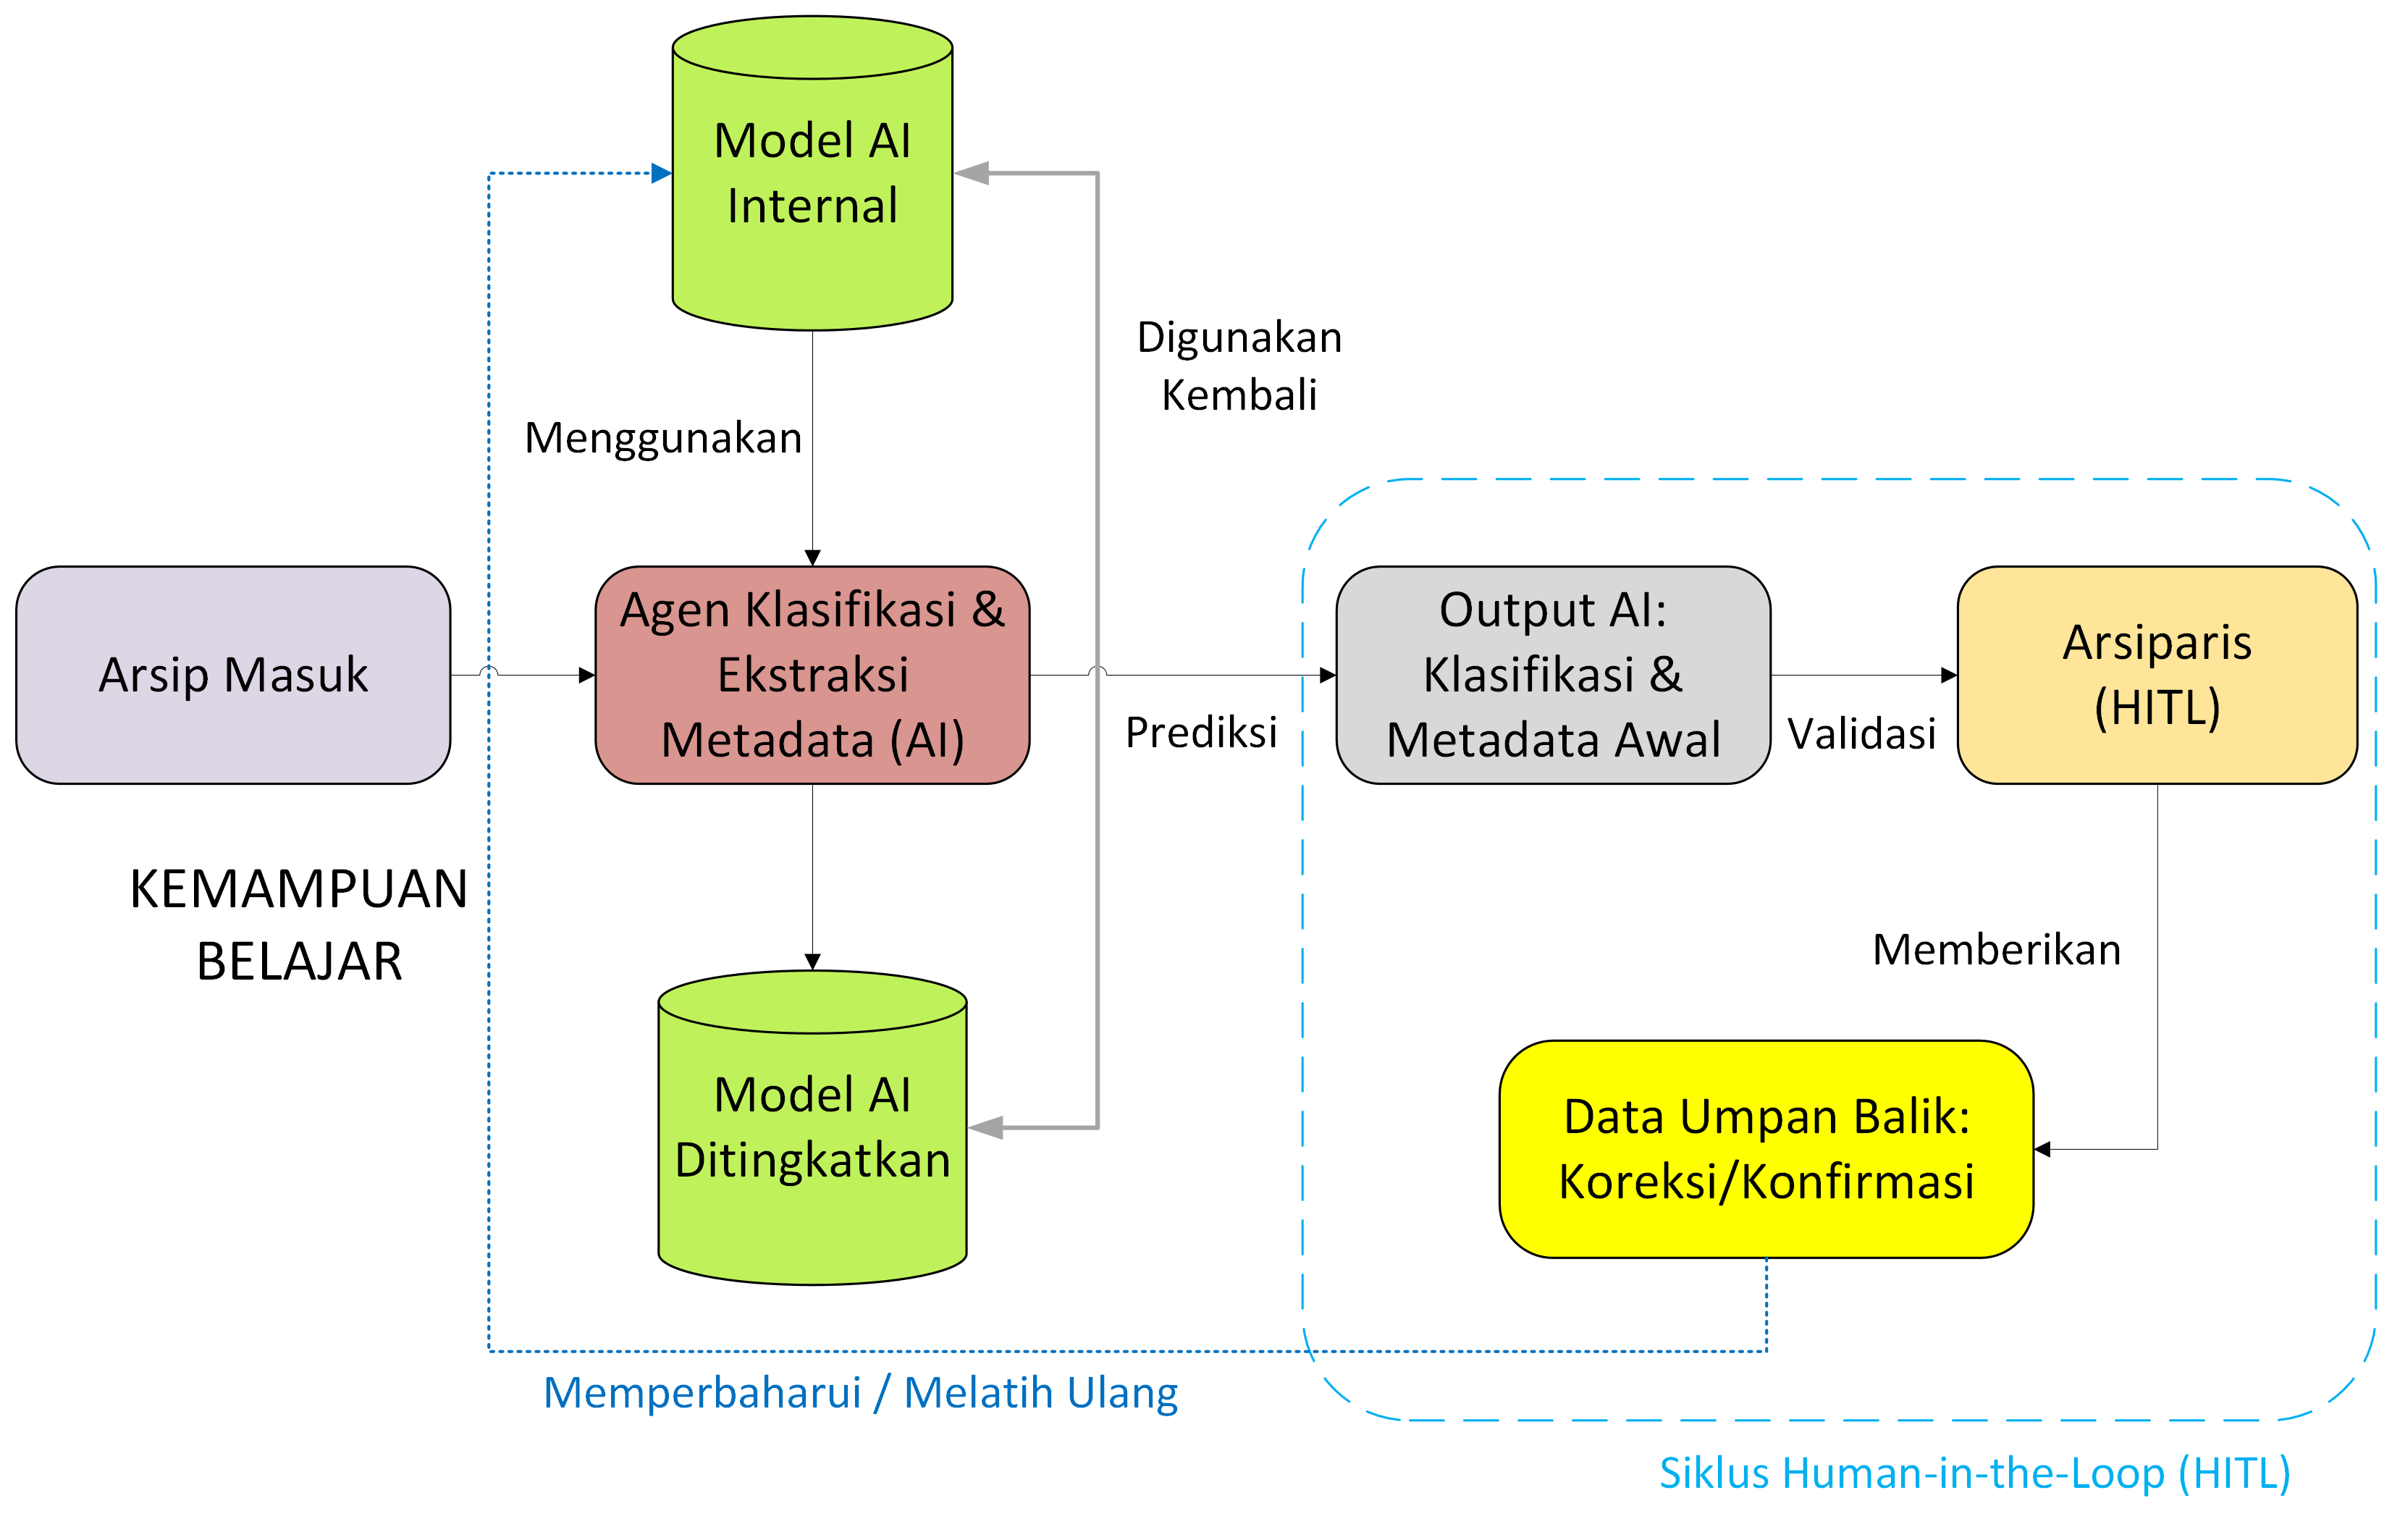 Model AI
Internal
Digunakan
Kembali
Menggunakan
Arsip Masuk
Agen Klasifikasi &
Ekstraksi
Metadata (AI)
Prediksi
Output AI:
Klasifikasi &
Metadata Awal
Validasi
Arsiparis
(HITL)
KEMAMPUAN
BELAJAR
Memberikan
Model AI
Ditingkatkan
Data Umpan Balik:
Koreksi/Konfirmasi
Memperbaharui / Melatih Ulang
Siklus Human-in-the-Loop (HITL)